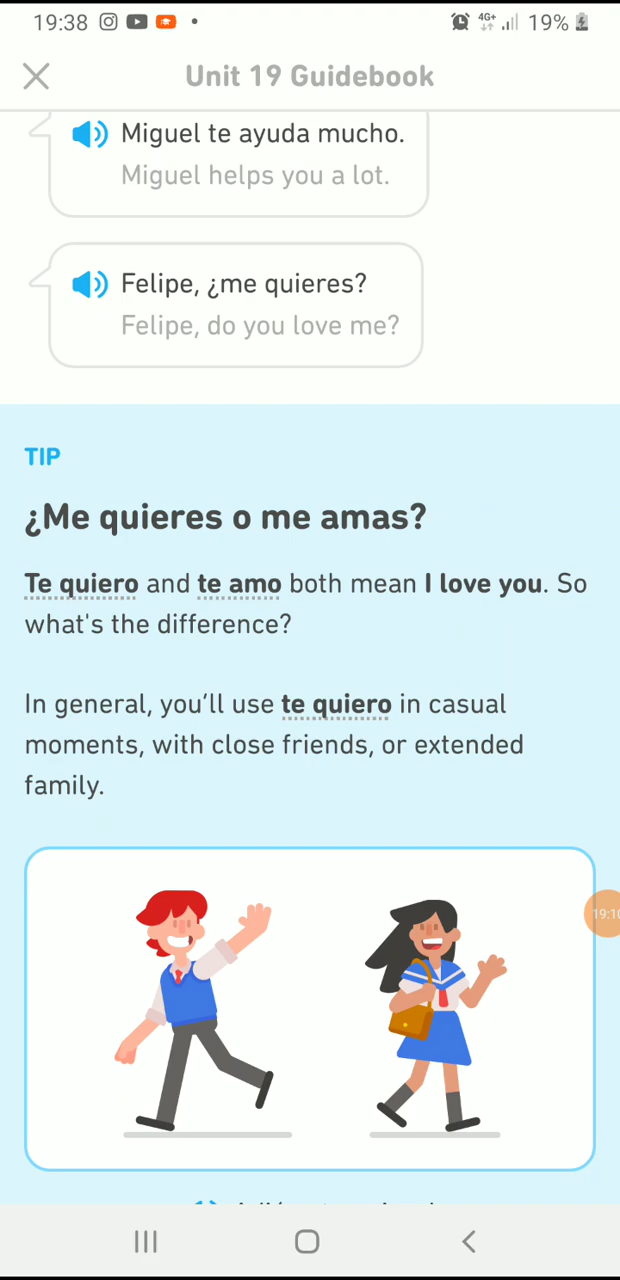 19:38
4G+
19%
Unit 19 Guidebook
Miguel te ayuda mucho.
Miguel helps you a lot.
Felipe, ¿me quieres?
Felipe, do you love me?
TIP
¿Me quieres o me amas?
Te quiero and te amo both mean I love you. So
what's the difference?
In general, you’ll use te quiero in casual
moments, with close friends, or extended
family.